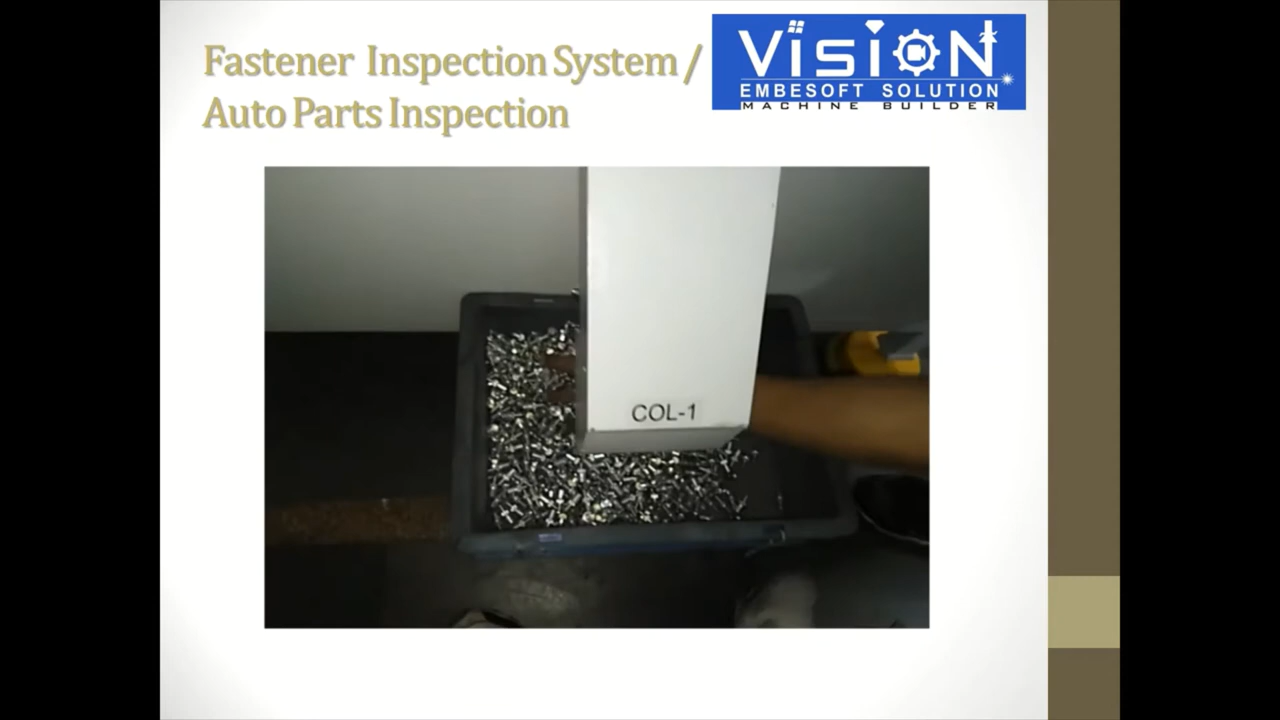 Fastener Inspection System /
Auto Parts Inspection
VISION
EMBESOFT SOLUTION
MACHINE BUILDER
COL-1